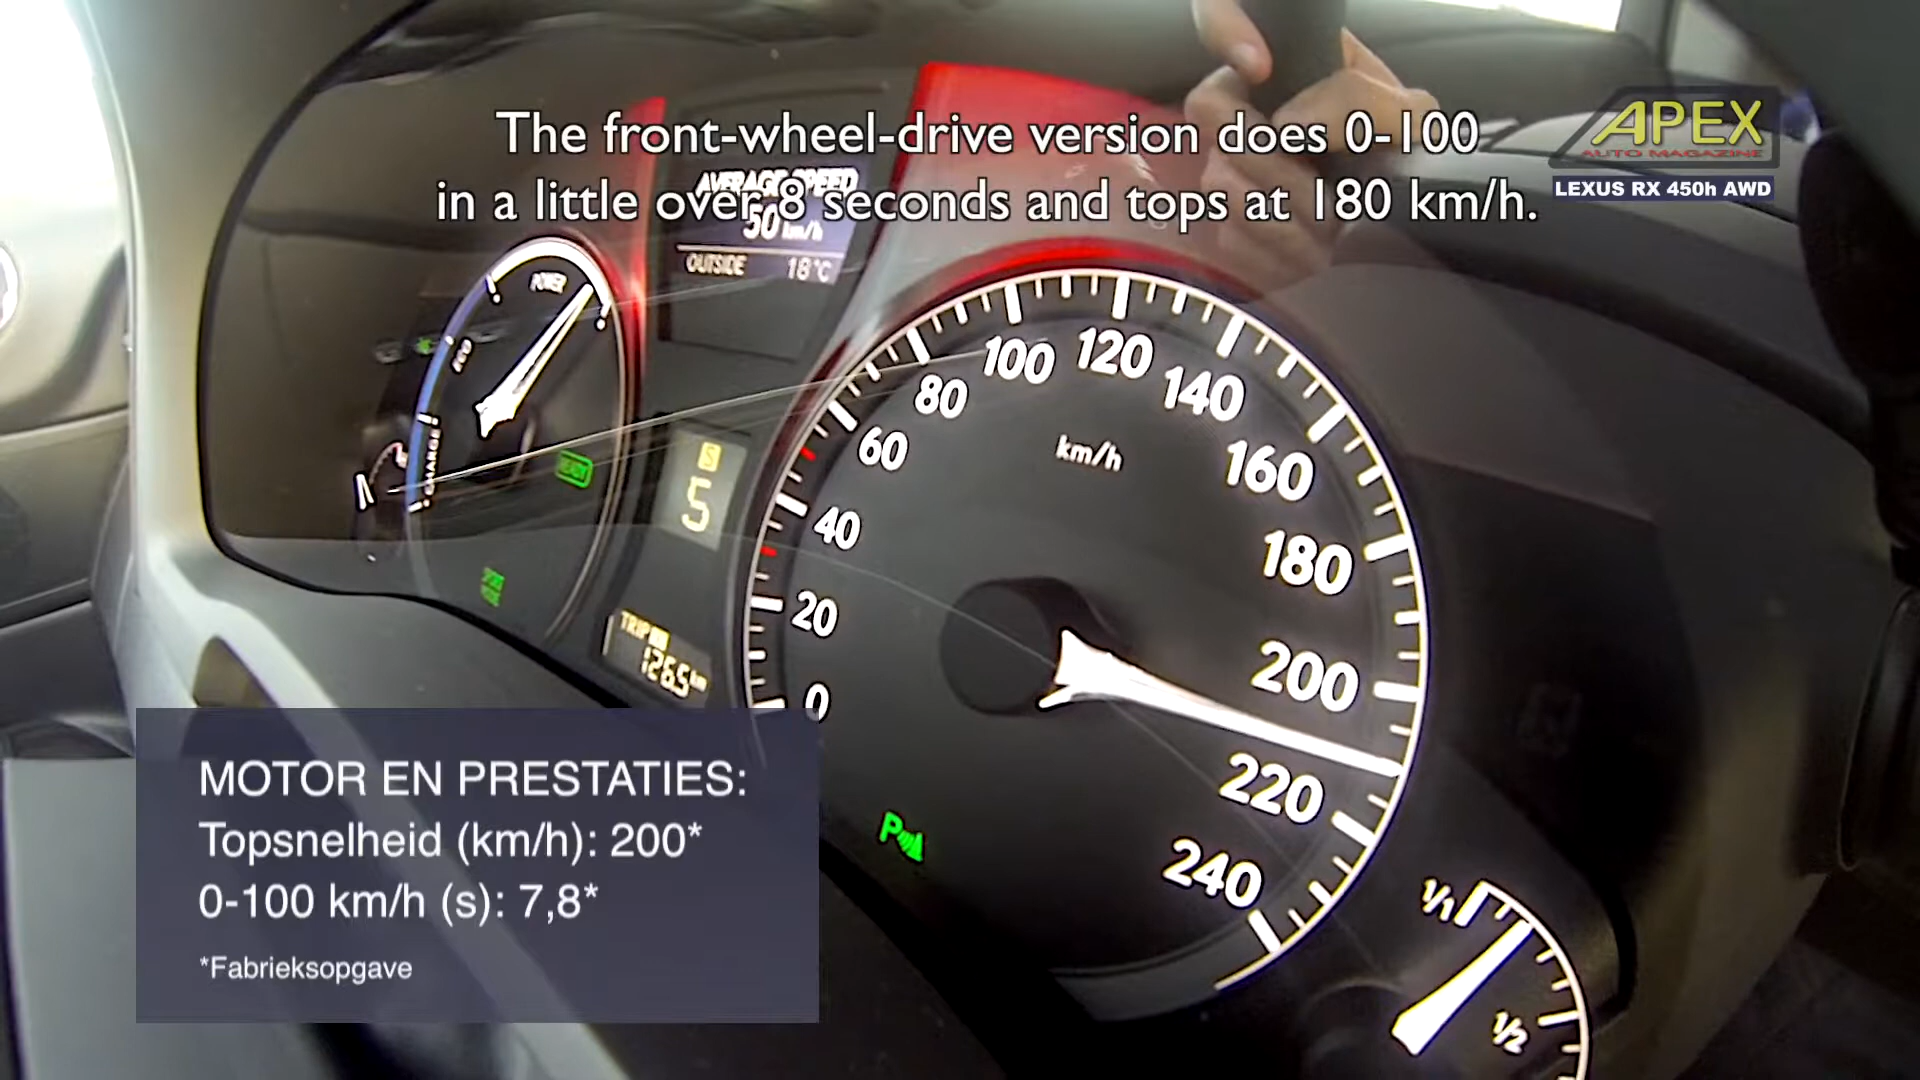 The front-wheel-drive version does 0-100
in a little over 8 seconds and tops at 180 km/h.
APEX
AUTO MAGAZINE
LEXUS RX 450h AWD
AVERAGE SPEED
50 km/h
OUTSIDE 18°C
POWER
ECO
CHARGE
READY
S
5
TRIP
126.5 km
km/h
0
20
40
60
80
100
120
140
160
180
200
220
240
P
1/1
1/2
MOTOR EN PRESTATIES:
Topsnelheid (km/h): 200*
0-100 km/h (s): 7,8*
*Fabrieksopgave